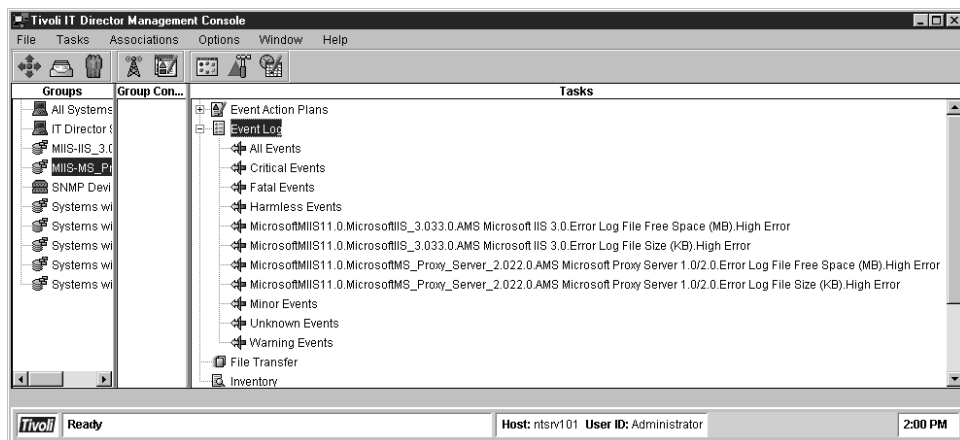 Tivoli IT Director Management Console
File Tasks Associations Options Window Help
Groups Group Con... Tasks
All Systems
IT Director S
MIIS-IIS_3.0
MIIS-MS_Pr
SNMP Devi
Systems wi
Systems wi
Systems wi
Systems wi
Systems wi
Event Action Plans
Event Log
All Events
Critical Events
Fatal Events
Harmless Events
MicrosoftMIIS11.0.MicrosoftIIS_3.033.0.AMS Microsoft IIS 3.0.Error Log File Free Space (MB).High Error
MicrosoftMIIS11.0.MicrosoftIIS_3.033.0.AMS Microsoft IIS 3.0.Error Log File Size (KB).High Error
MicrosoftMIIS11.0.MicrosoftMS_Proxy_Server_2.022.0.AMS Microsoft Proxy Server 1.0/2.0.Error Log File Free Space (MB).High Error
MicrosoftMIIS11.0.MicrosoftMS_Proxy_Server_2.022.0.AMS Microsoft Proxy Server 1.0/2.0.Error Log File Size (KB).High Error
Minor Events
Unknown Events
Warning Events
File Transfer
Inventory
Tivoli Ready Host: ntsrv101 User ID: Administrator 2:00 PM